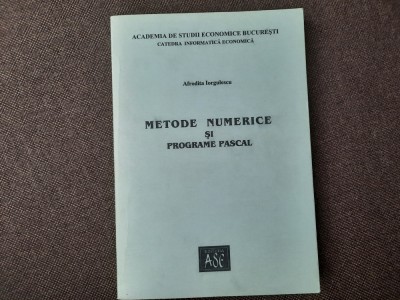 ACADEMIA DE STUDII ECONOMICE BUCUREŞTI
CATEDRA INFORMATICĂ ECONOMICĂ
Afrodita Iorgulescu
METODE NUMERICE
ŞI
PROGRAME PASCAL
ASE